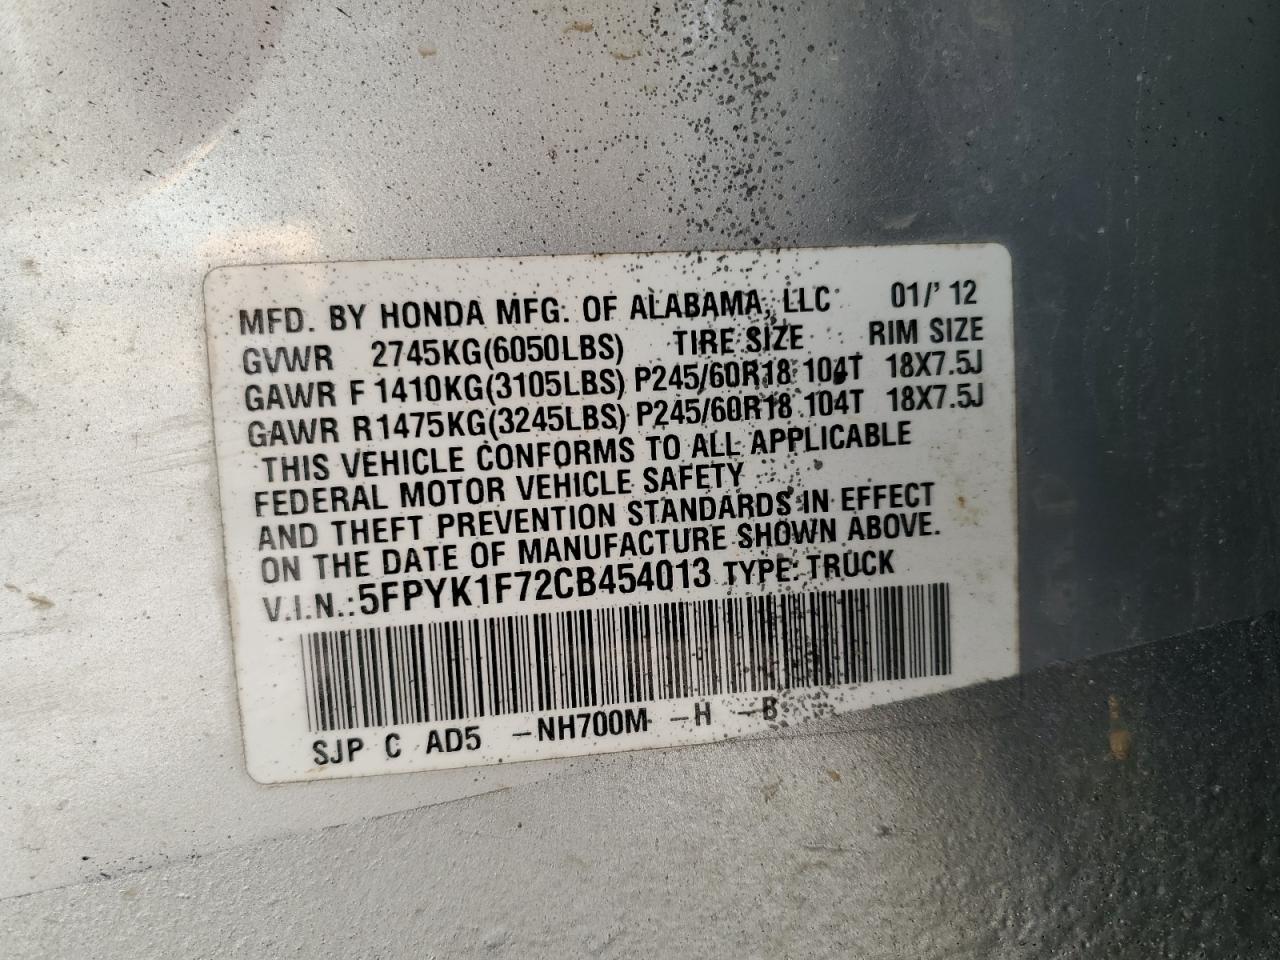 MFD. BY HONDA MFG. OF ALABAMA, LLC 01/'12
GVWR 2745KG(6050LBS) TIRE SIZE RIM SIZE
GAWR F 1410KG(3105LBS) P245/60R18 104T 18X7.5J
GAWR R1475KG(3245LBS) P245/60R18 104T 18X7.5J
THIS VEHICLE CONFORMS TO ALL APPLICABLE
FEDERAL MOTOR VEHICLE SAFETY
AND THEFT PREVENTION STANDARDS IN EFFECT
ON THE DATE OF MANUFACTURE SHOWN ABOVE.
V.I.N.:5FPYK1F72CB454013 TYPE:TRUCK
SJP C AD5 -NH700M -H -B